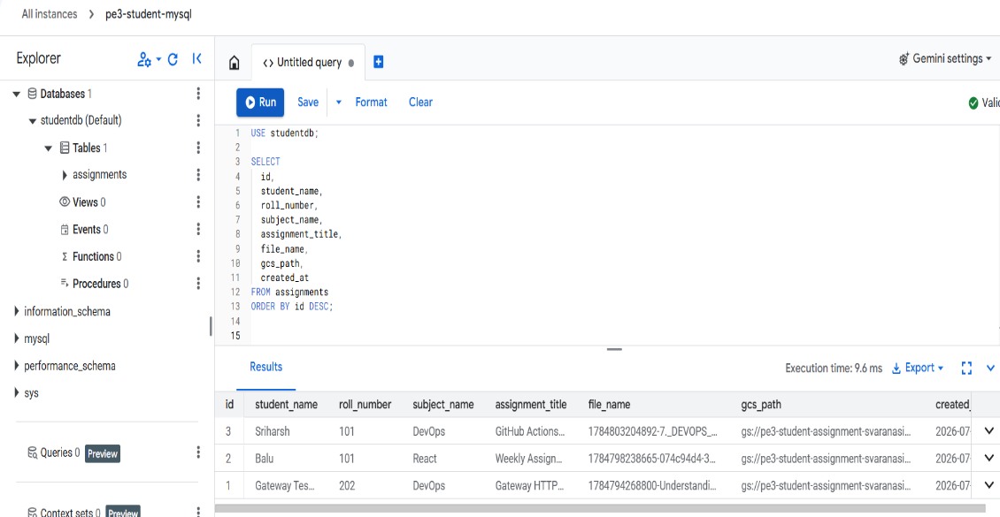 All instances > pe3-student-mysql
Explorer
Databases 1
studentdb (Default)
Tables 1
assignments
Views 0
Events 0
Functions 0
Procedures 0
information_schema
mysql
performance_schema
sys
Queries 0 Preview
Context sets 0 Preview
<> Untitled query
Gemini settings
Run Save Format Clear
Valid
1 USE studentdb;
2
3 SELECT
4 id,
5 student_name,
6 roll_number,
7 subject_name,
8 assignment_title,
9 file_name,
10 gcs_path,
11 created_at
12 FROM assignments
13 ORDER BY id DESC;
14
15
Results
Execution time: 9.6 ms Export
id student_name roll_number subject_name assignment_title file_name gcs_path created_
3 Sriharsh 101 DevOps GitHub Actions... 1784803204892-7._DEVOPS_... gs://pe3-student-assignment-svaranasi... 2026-07-
2 Balu 101 React Weekly Assign... 1784798238665-074c94d4-3... gs://pe3-student-assignment-svaranasi... 2026-07-
1 Gateway Tes... 202 DevOps Gateway HTTP... 1784794268800-Understandi... gs://pe3-student-assignment-svaranasi... 2026-07-